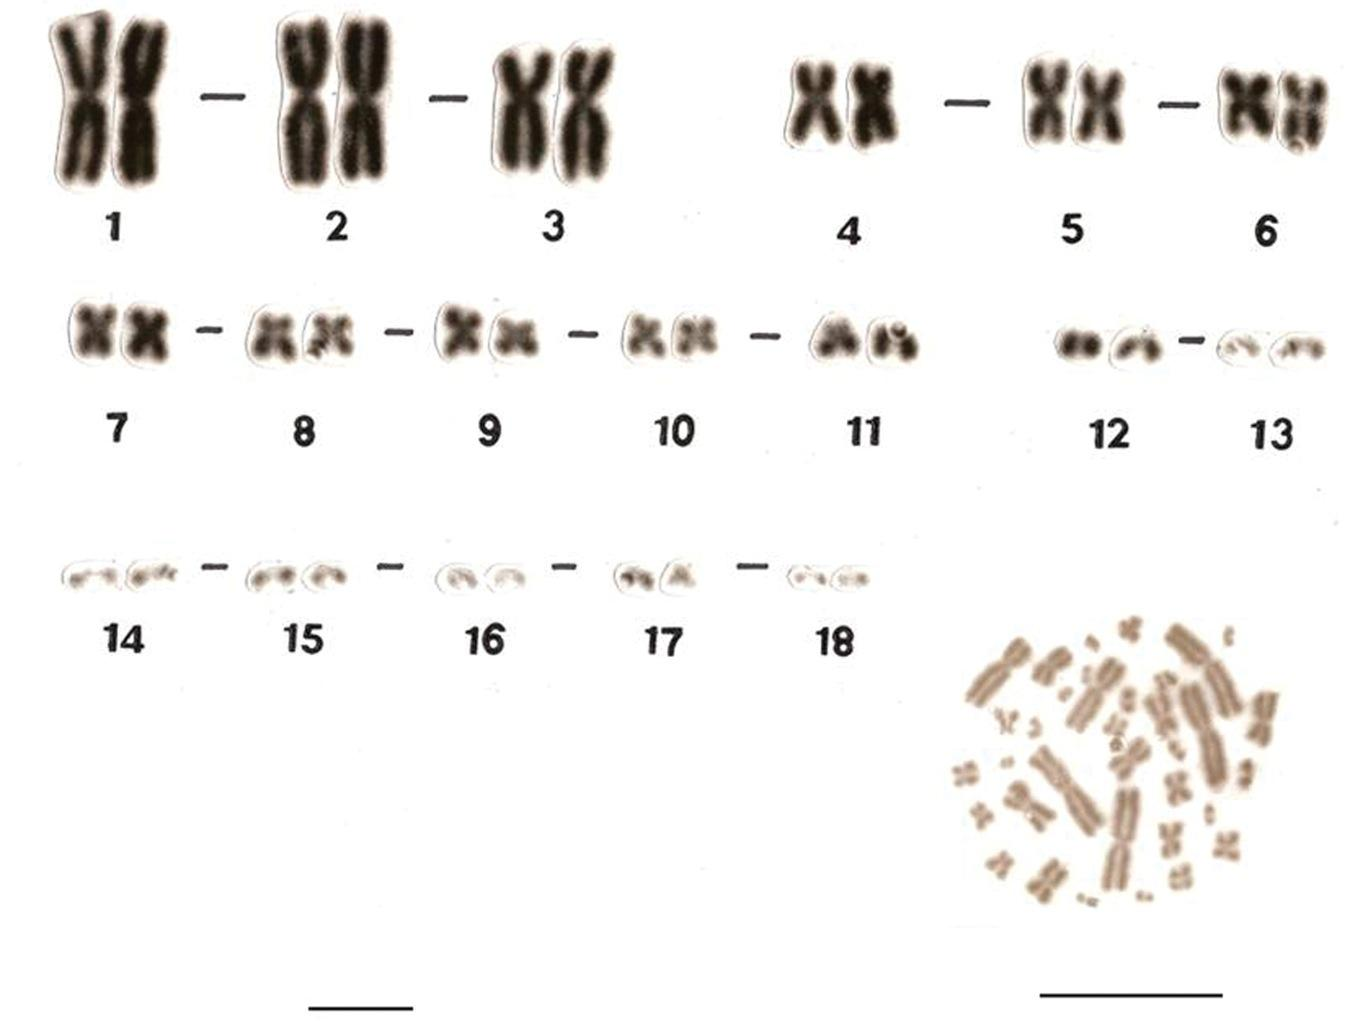 1 – 2 – 3 4 – 5 – 6
7 – 8 – 9 – 10 – 11 12 – 13
14 – 15 – 16 – 17 – 18